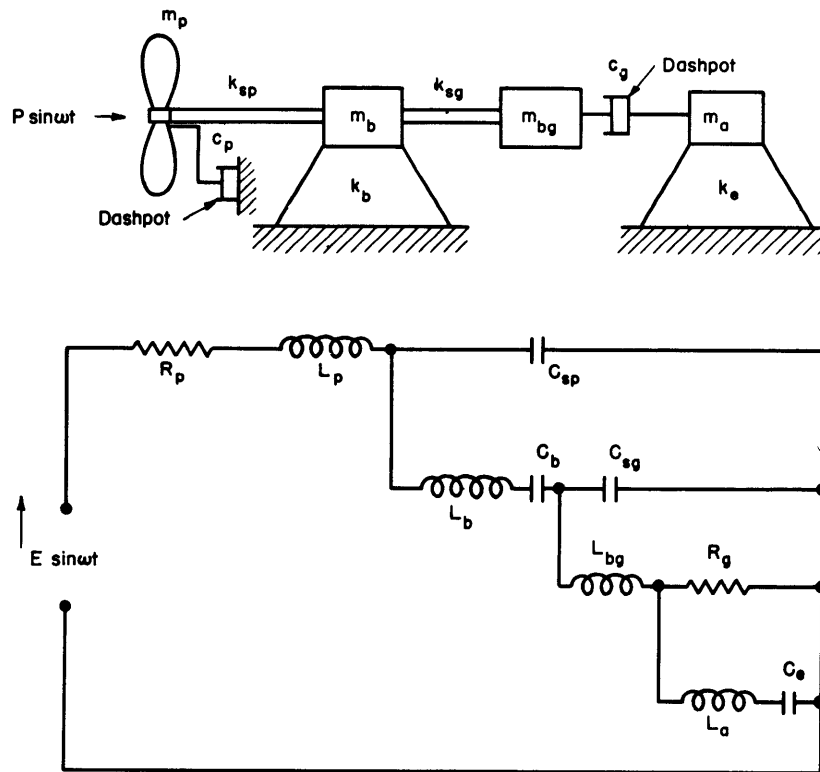 m_p
k_sp
k_sg
c_g
Dashpot
P sinωt
c_p
m_b
m_bg
m_a
k_b
k_e
Dashpot
R_p
L_p
C_sp
C_b
C_sg
L_b
E sinωt
L_bg
R_g
C_e
L_a